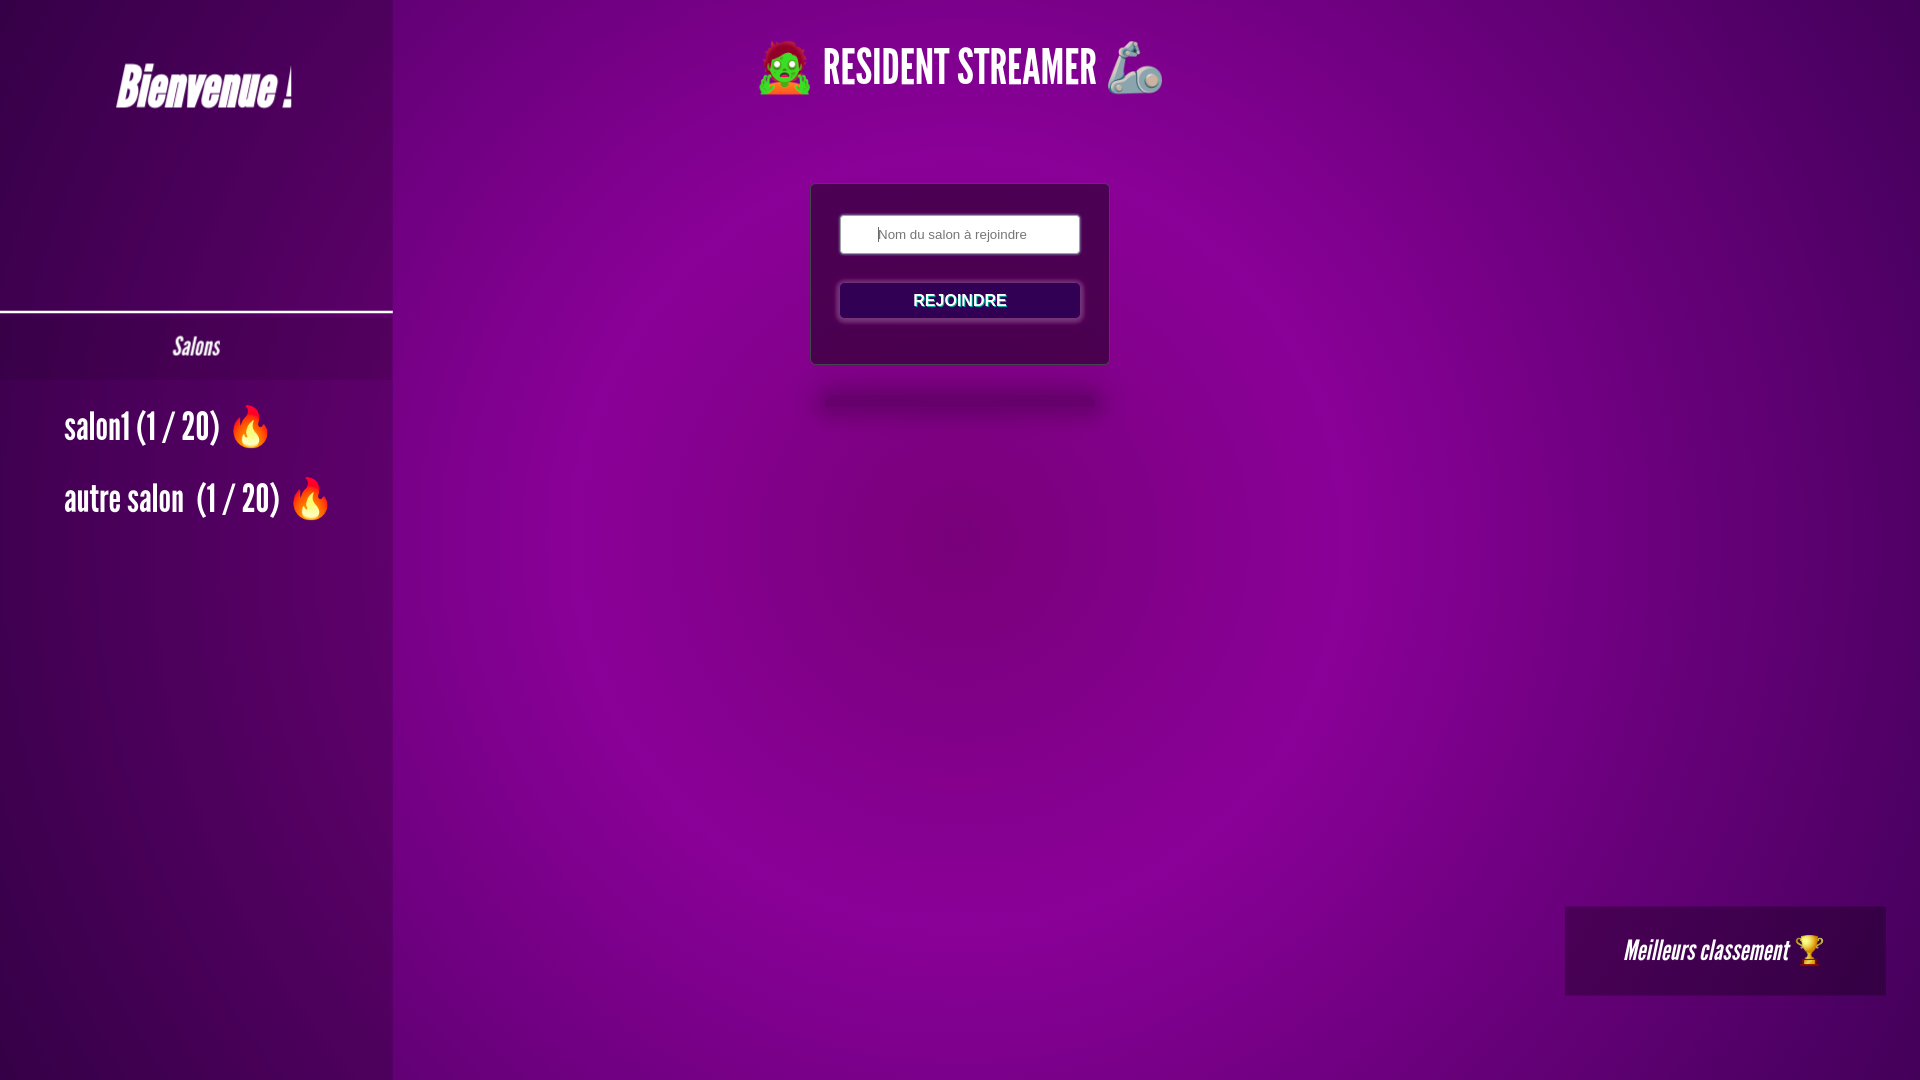 Bienvenue !
RESIDENT STREAMER
Nom du salon à rejoindre
REJOINDRE
Salons
salon1 (1 / 20)
autre salon (1 / 20)
Meilleurs classement